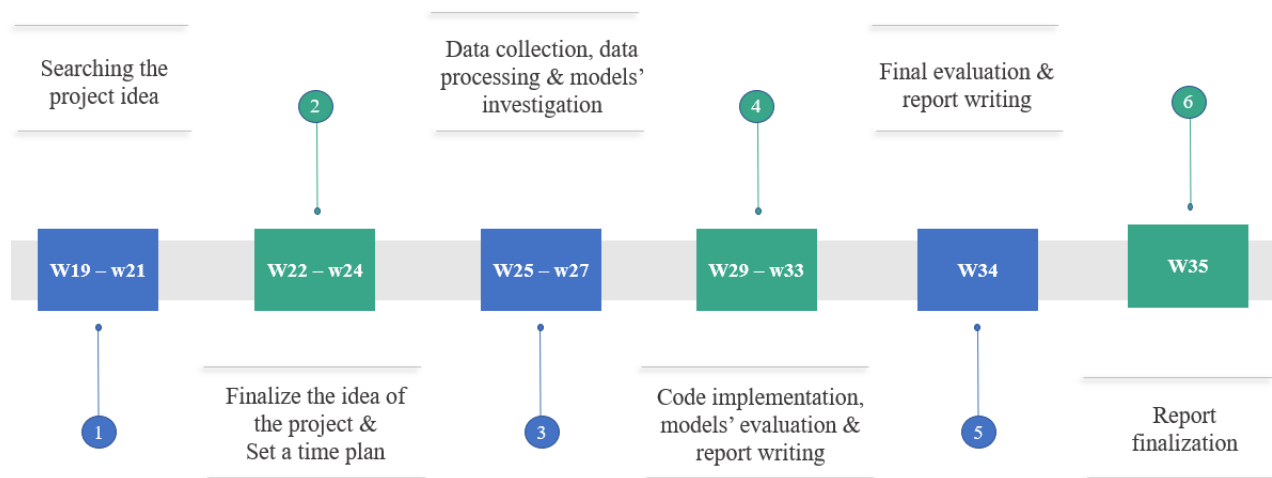 Searching the
project idea
1
W19 – w21
2
W22 – w24
Finalize the idea of
the project &
Set a time plan
Data collection, data
processing & models’
investigation
3
W25 – w27
4
W29 – w33
Code implementation,
models’ evaluation &
report writing
Final evaluation &
report writing
5
W34
6
W35
Report
finalization